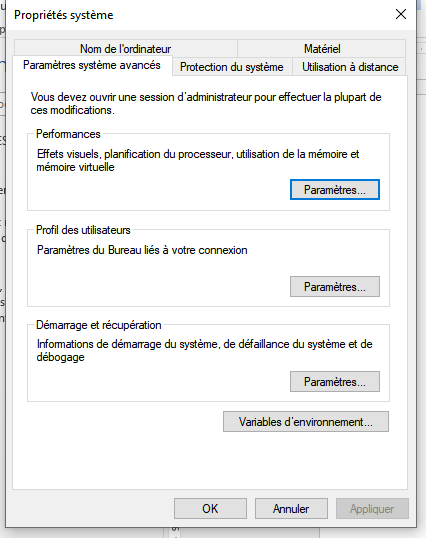 Propriétés système
Nom de l'ordinateur
Matériel
Paramètres système avancés
Protection du système
Utilisation à distance
Vous devez ouvrir une session d'administrateur pour effectuer la plupart de
ces modifications.
Performances
Effets visuels, planification du processeur, utilisation de la mémoire et
mémoire virtuelle
Paramètres...
Profil des utilisateurs
Paramètres du Bureau liés à votre connexion
Paramètres...
Démarrage et récupération
Informations de démarrage du système, de défaillance du système et de
débogage
Paramètres...
Variables d'environnement...
OK
Annuler
Appliquer